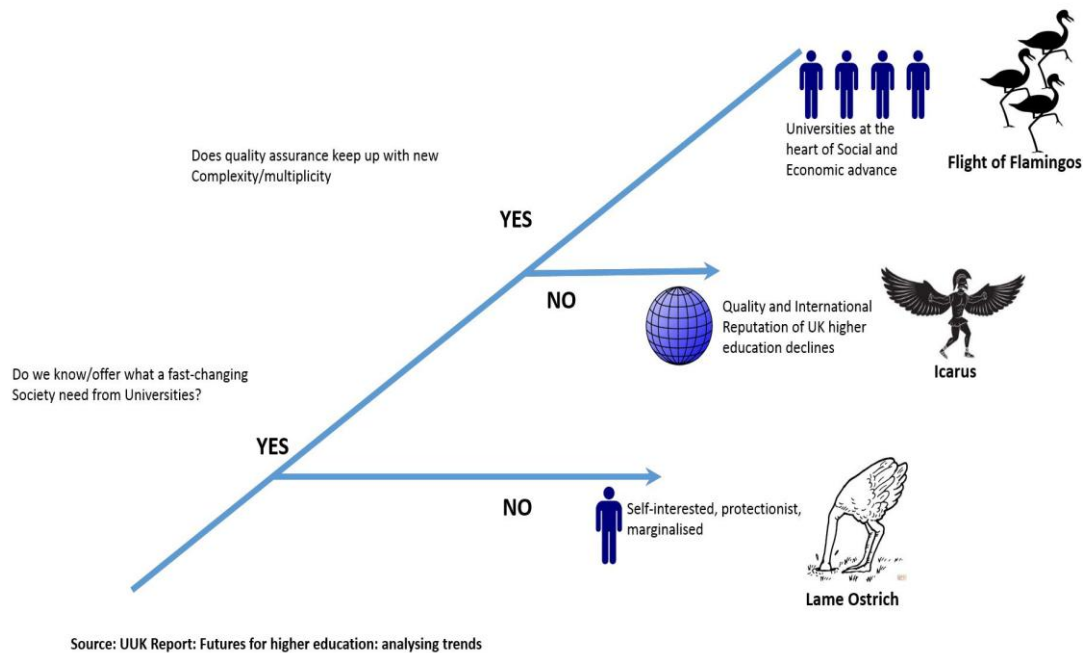 Universities at the
heart of Social and
Economic advance
Flight of Flamingos
Does quality assurance keep up with new
Complexity/multiplicity
YES
NO
Quality and International
Reputation of UK higher
education declines
Icarus
Do we know/offer what a fast-changing
Society need from Universities?
YES
NO
Self-interested, protectionist,
marginalised
Lame Ostrich
Source: UUK Report: Futures for higher education: analysing trends